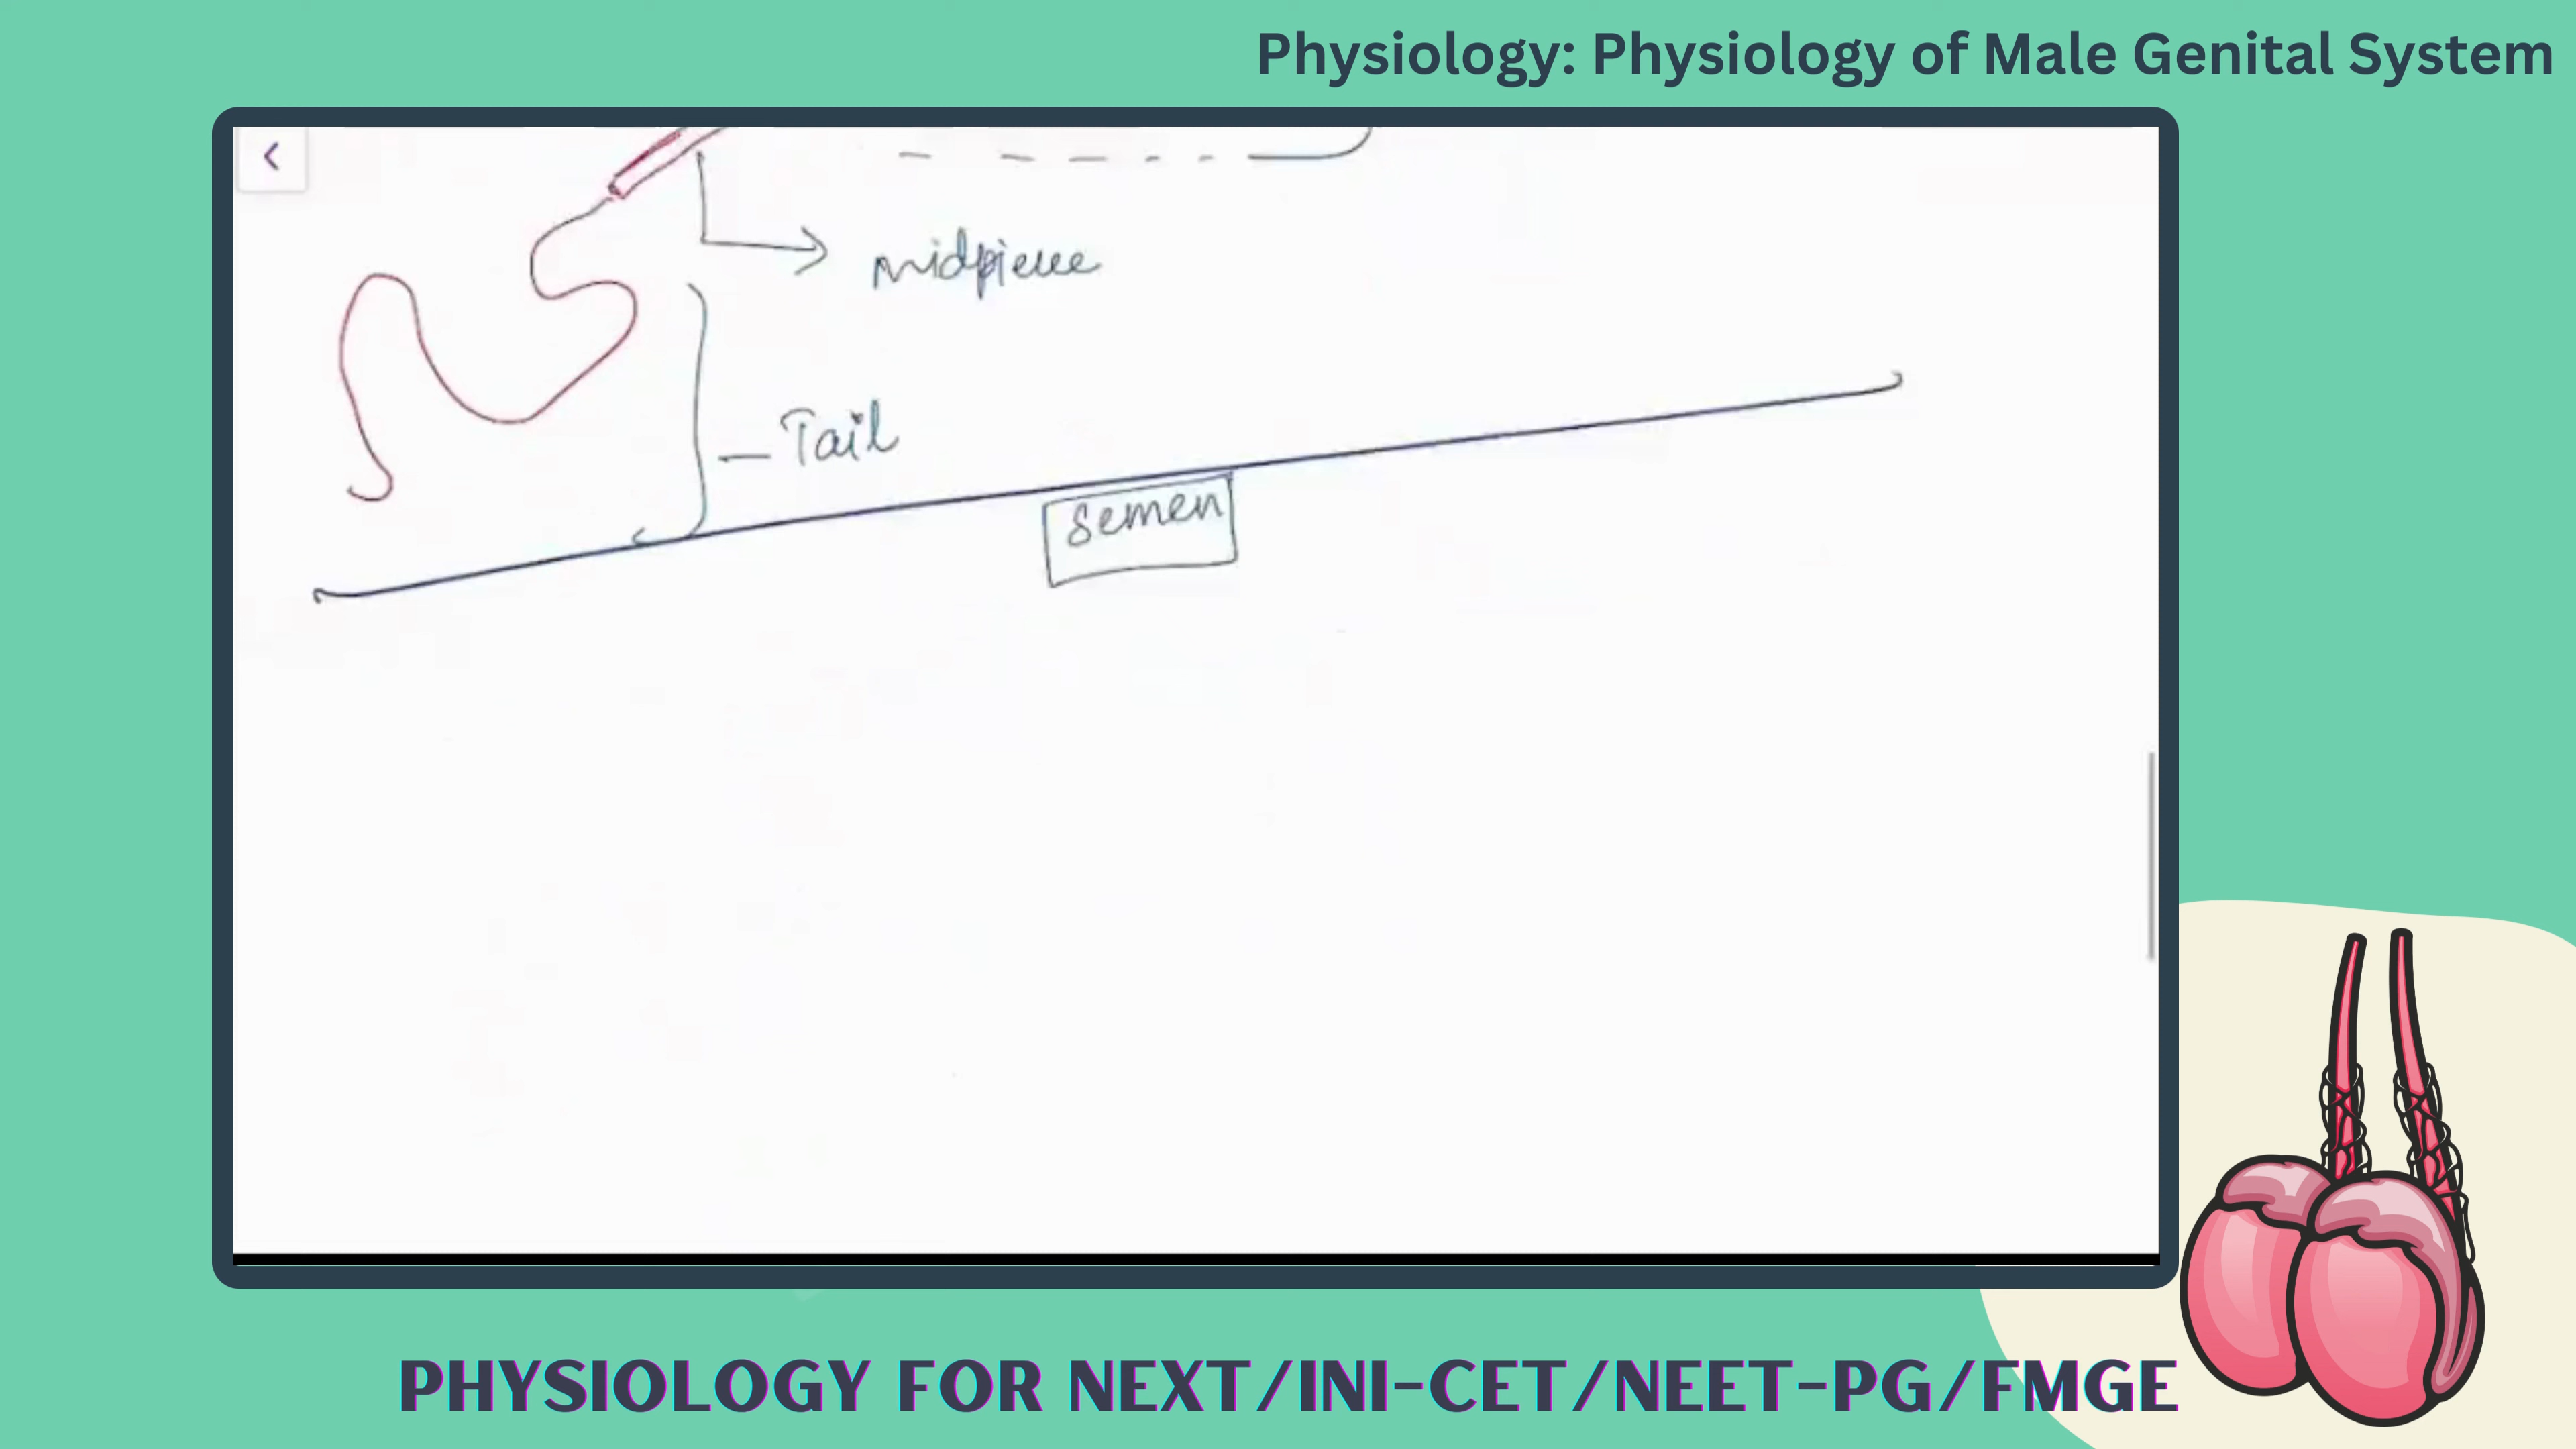 Physiology: Physiology of Male Genital System
midpiece
Tail
semen
PHYSIOLOGY FOR NEXT/INI-CET/NEET-PG/FMGE